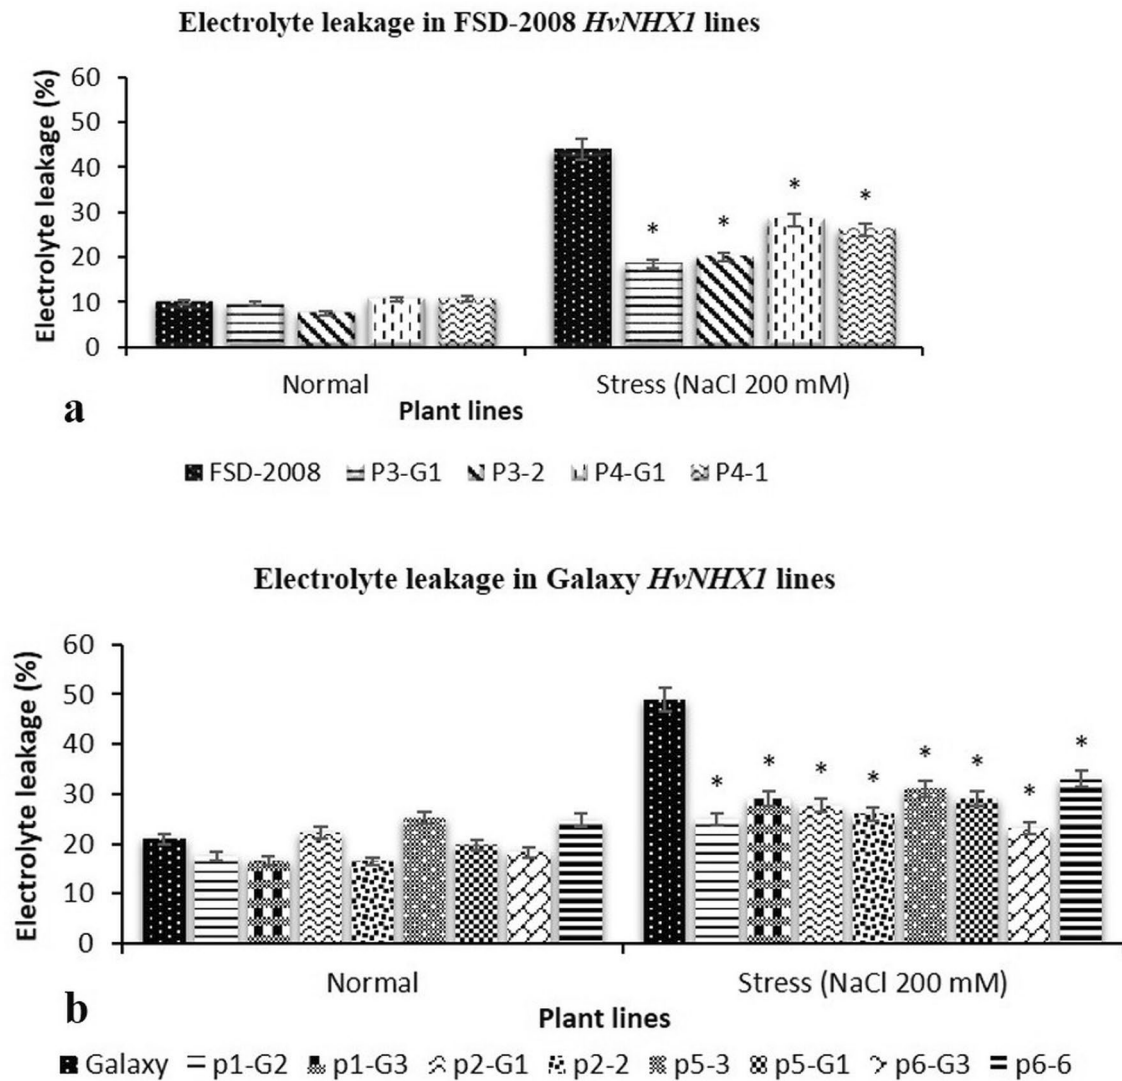 Electrolyte leakage in FSD-2008 HvNHX1 lines
Electrolyte leakage (%)
60
50
40
30
20
10
0
* * * *
Normal Stress (NaCl 200 mM)
Plant lines
a
FSD-2008 P3-G1 P3-2 P4-G1 P4-1
Electrolyte leakage in Galaxy HvNHX1 lines
Electrolyte leakage (%)
60
50
40
30
20
10
0
* * * * * * * *
Normal Stress (NaCl 200 mM)
Plant lines
b
Galaxy p1-G2 p1-G3 p2-G1 p2-2 p5-3 p5-G1 p6-G3 p6-6